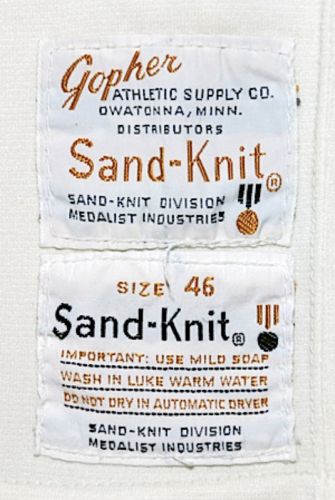 Gopher
ATHLETIC SUPPLY CO.
OWATONNA, MINN.
DISTRIBUTORS
Sand-Knit®
SAND-KNIT DIVISION
MEDALIST INDUSTRIES
SIZE 46
Sand-Knit®
IMPORTANT: USE MILD SOAP
WASH IN LUKE WARM WATER
DO NOT DRY IN AUTOMATIC DRYER
SAND-KNIT DIVISION
MEDALIST INDUSTRIES